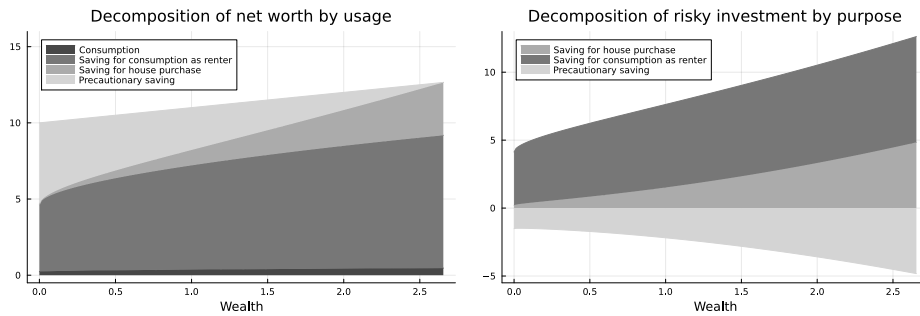 Decomposition of net worth by usage
15
10
5
0
Consumption
Saving for consumption as renter
Saving for house purchase
Precautionary saving
0.0
0.5
1.0
1.5
2.0
2.5
Wealth
Decomposition of risky investment by purpose
10
5
0
−5
Saving for house purchase
Saving for consumption as renter
Precautionary saving
0.0
0.5
1.0
1.5
2.0
2.5
Wealth